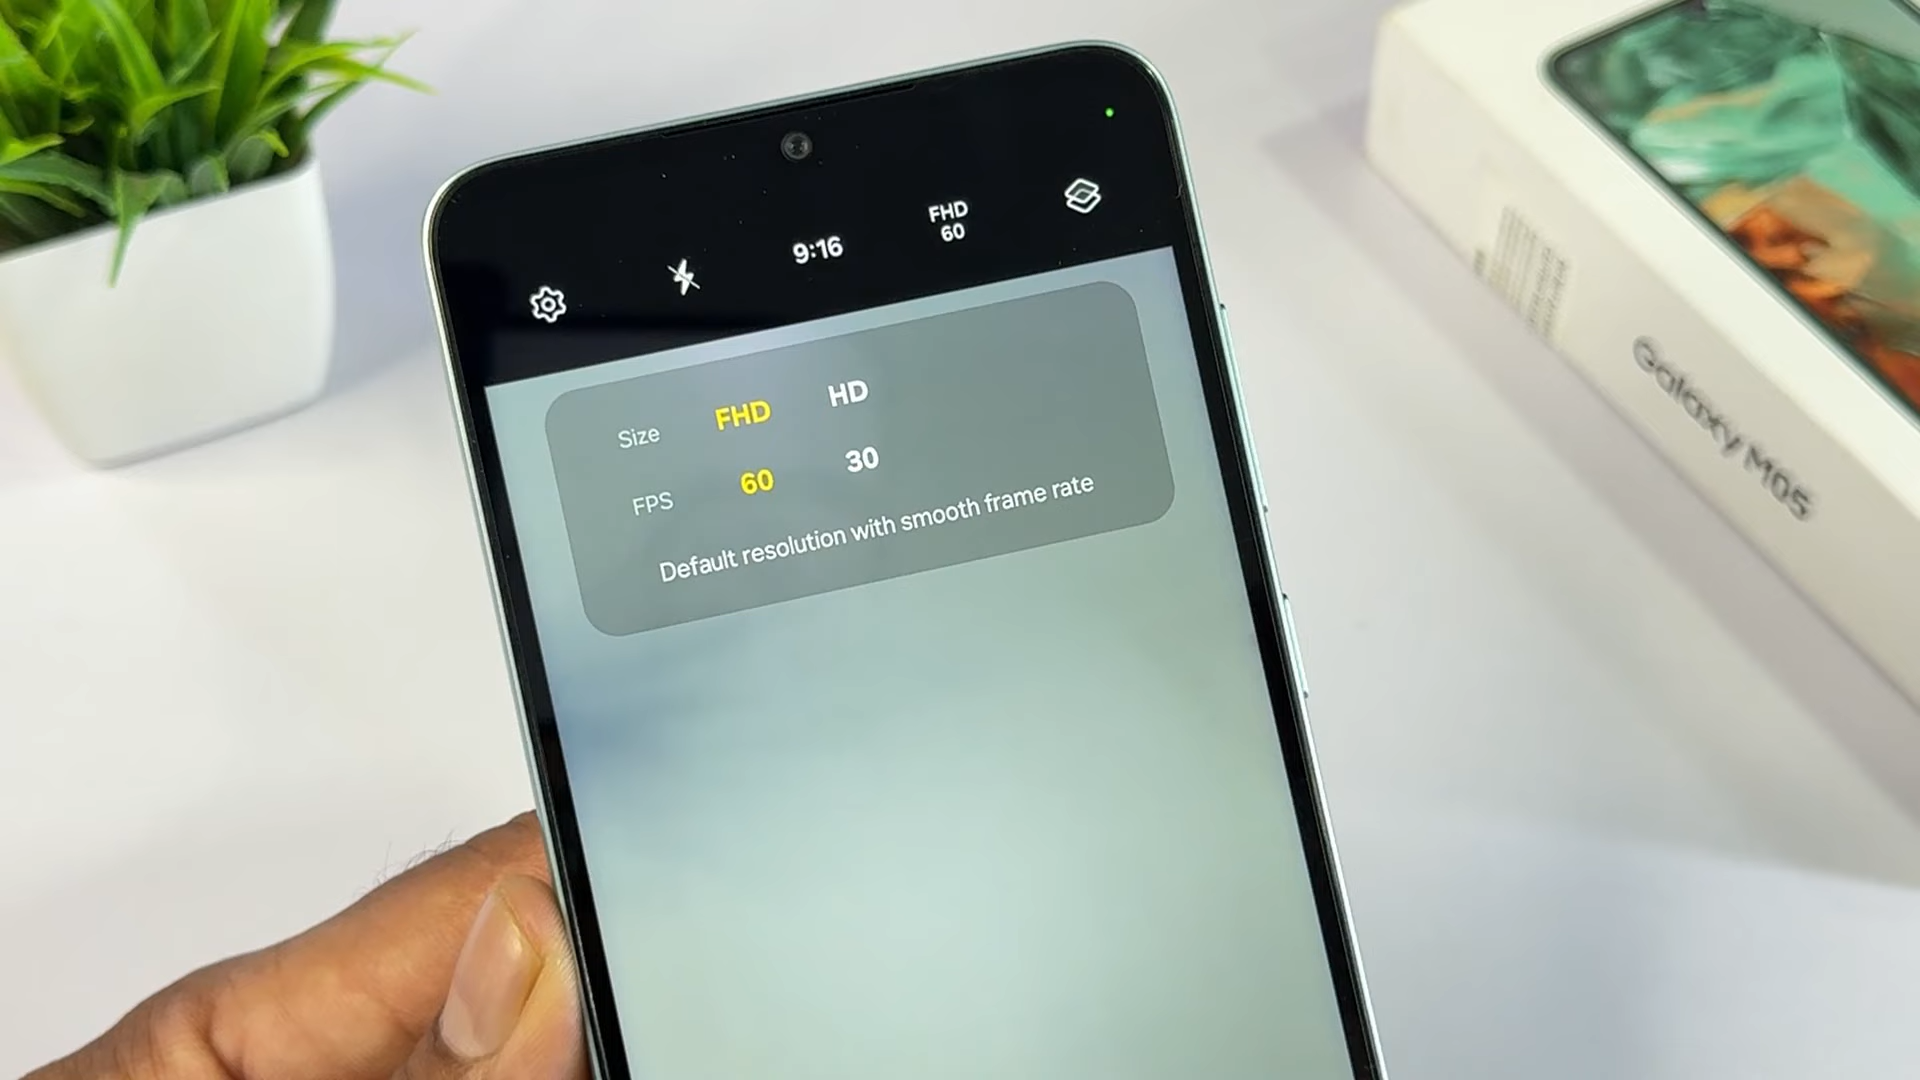 9:16
FHD
60
Size FHD HD
FPS 60 30
Default resolution with smooth frame rate
Galaxy M05